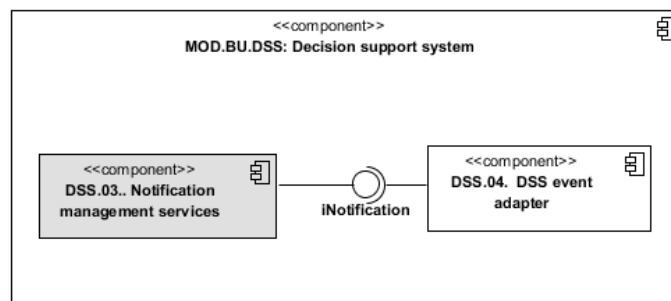 <<component>>
MOD.BU.DSS: Decision support system
<<component>>
DSS.03.. Notification
management services
iNotification
<<component>>
DSS.04.  DSS event
adapter